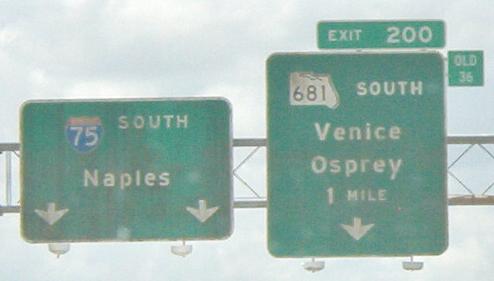 75 SOUTH
Naples
EXIT 200
OLD
36
681 SOUTH
Venice
Osprey
1 MILE